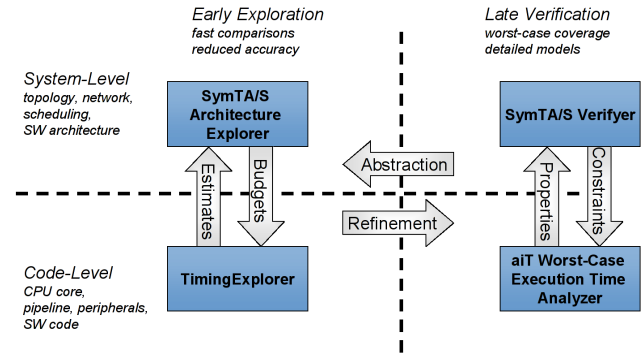 Early Exploration
fast comparisons
reduced accuracy
Late Verification
worst-case coverage
detailed models
System-Level
topology, network,
scheduling,
SW architecture
SymTA/S
Architecture
Explorer
SymTA/S Verifyer
Estimates
Budgets
Abstraction
Properties
Constraints
Refinement
Code-Level
CPU core,
pipeline, peripherals,
SW code
TimingExplorer
aiT Worst-Case
Execution Time
Analyzer